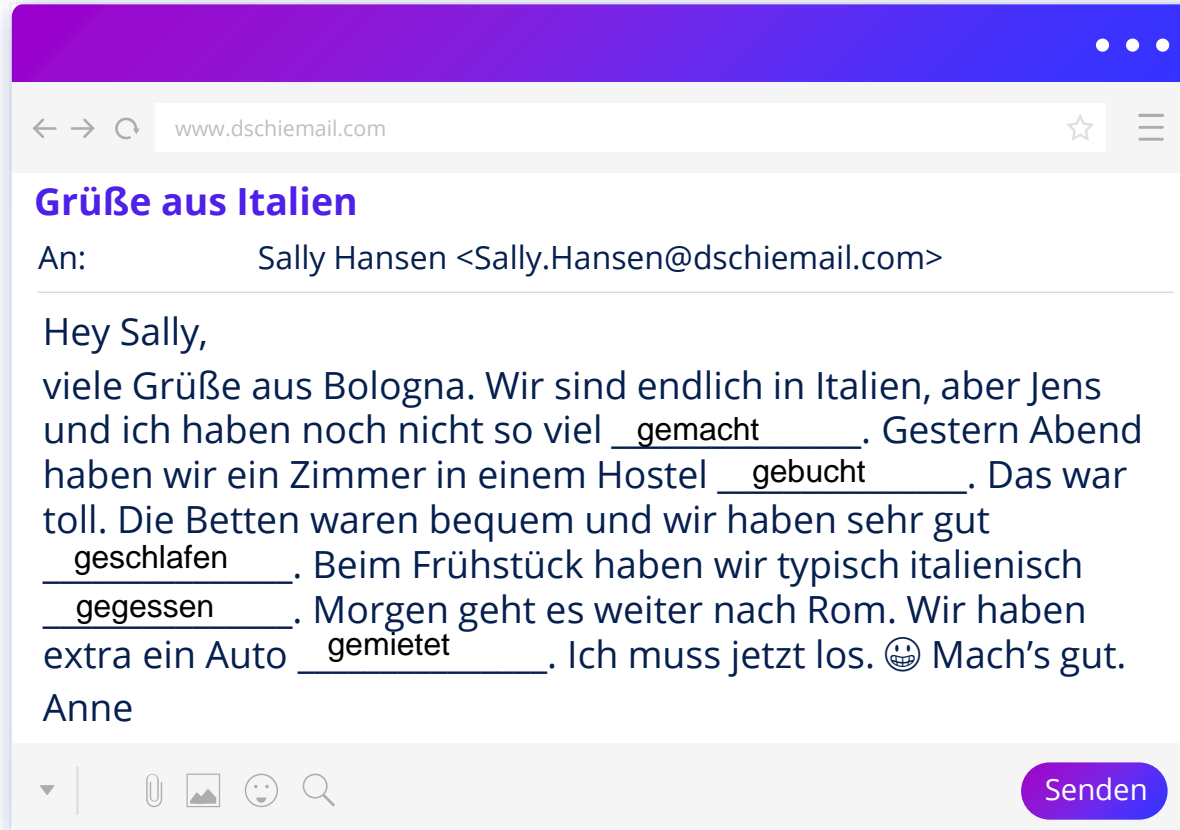 www.dschiemail.com
Grüße aus Italien
An: Sally Hansen <Sally.Hansen@dschiemail.com>
Hey Sally,
viele Grüße aus Bologna. Wir sind endlich in Italien, aber Jens
und ich haben noch nicht so viel gemacht. Gestern Abend
haben wir ein Zimmer in einem Hostel gebucht. Das war
toll. Die Betten waren bequem und wir haben sehr gut
geschlafen. Beim Frühstück haben wir typisch italienisch
gegessen. Morgen geht es weiter nach Rom. Wir haben
extra ein Auto gemietet. Ich muss jetzt los. 😀 Mach’s gut.
Anne
Senden